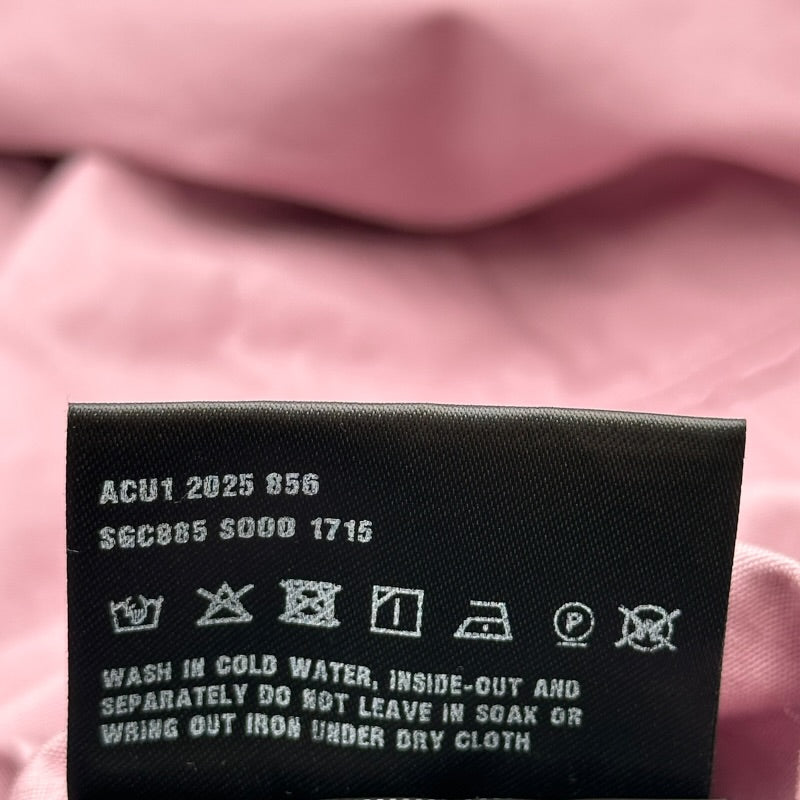 ACU1 2025 856
SGC885 S000 1715
P
W
WASH IN COLD WATER, INSIDE-OUT AND
SEPARATELY DO NOT LEAVE IN SOAK OR
WRING OUT IRON UNDER DRY CLOTH